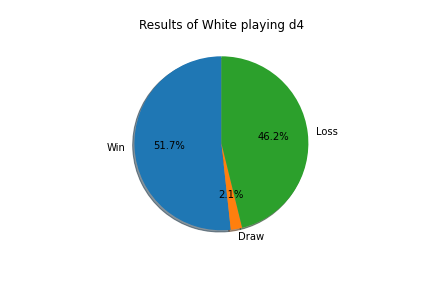 Results of White playing d4
Loss
46.2%
Win
51.7%
2.1%
Draw